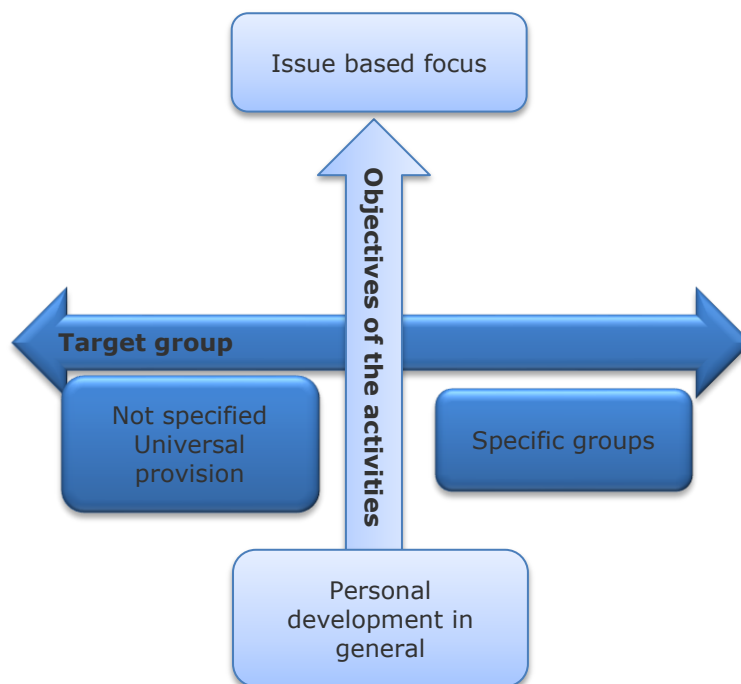 Issue based focus
Objectives of the activities
Target group
Not specified
Universal
provision
Specific groups
Personal
development in
general